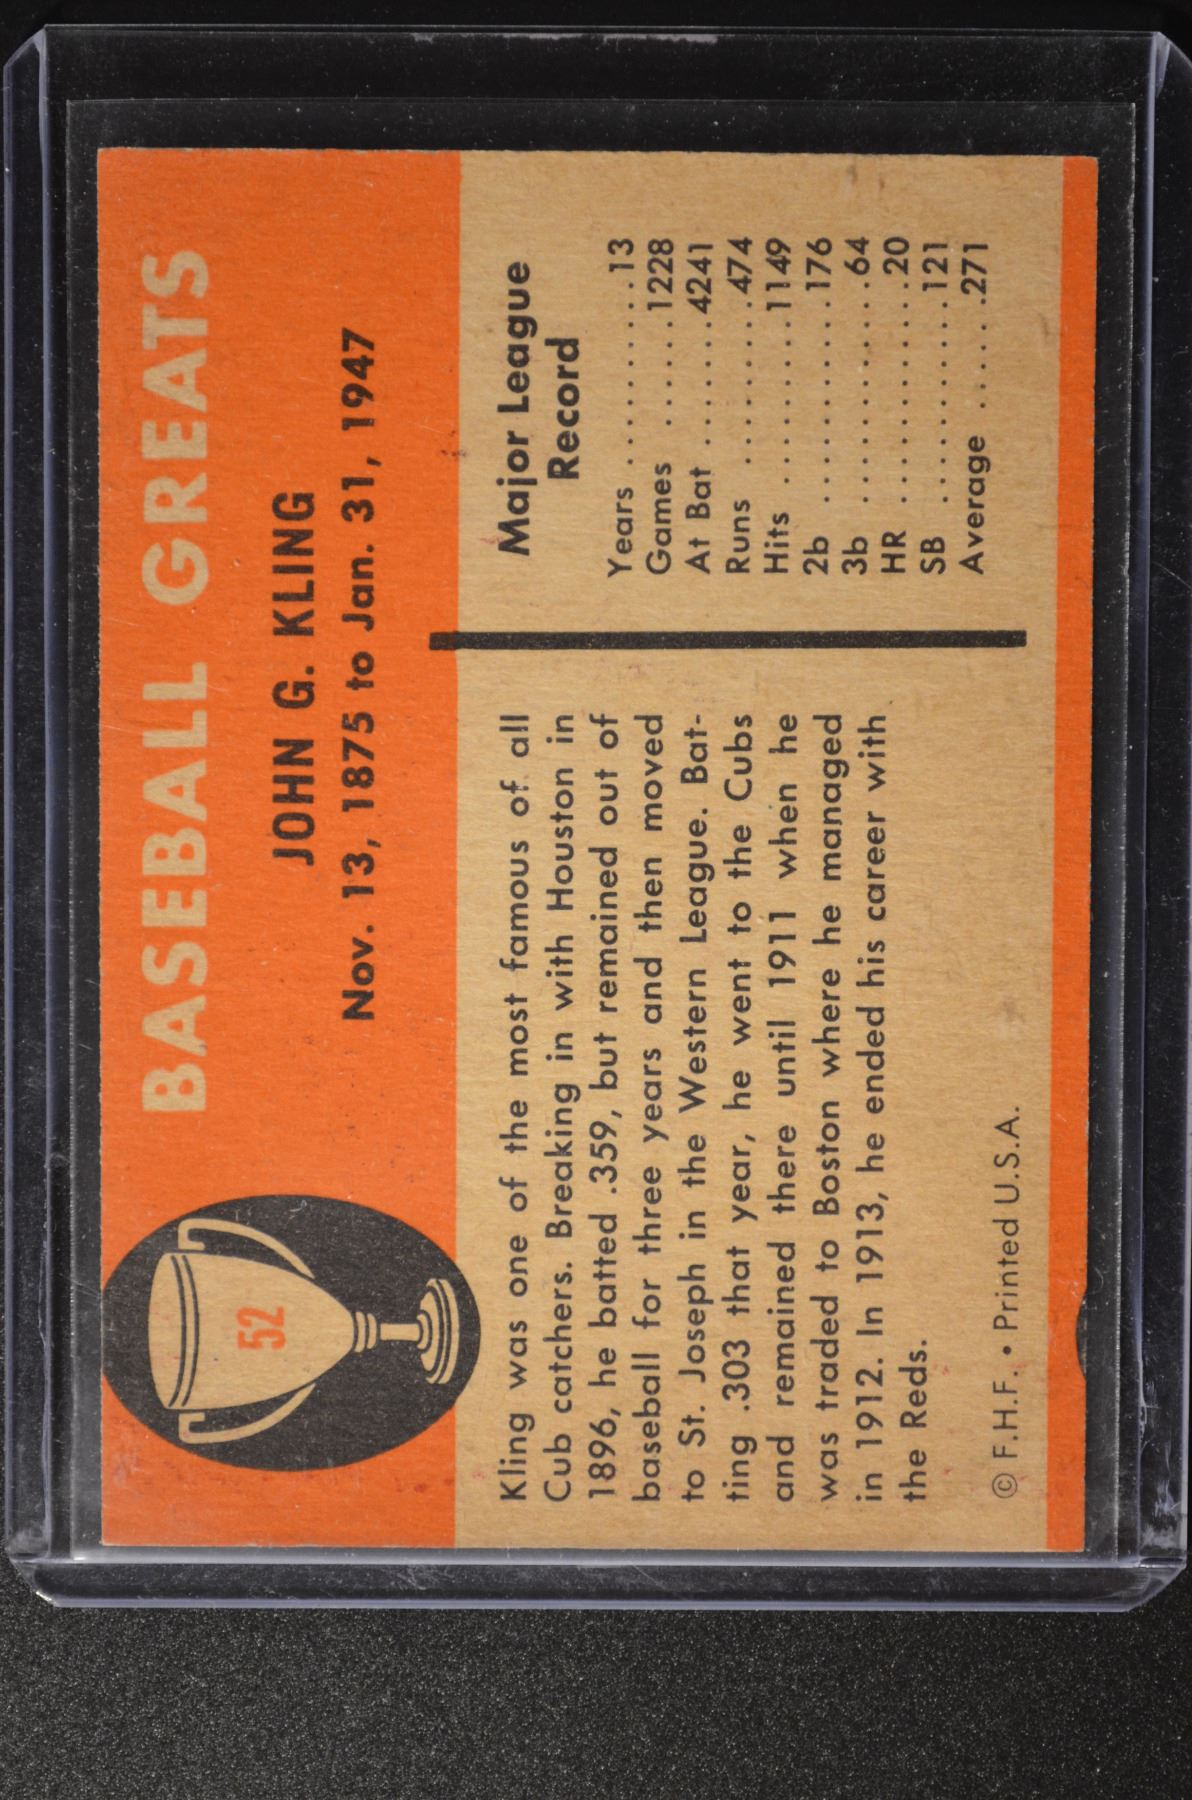 BASEBALL GREATS
52
JOHN G. KLING
Nov. 13, 1875 to Jan. 31, 1947
Kling was one of the most famous of all
Cub catchers. Breaking in with Houston in
1896, he batted .359, but remained out of
baseball for three years and then moved
to St. Joseph in the Western League. Bat-
ting .303 that year, he went to the Cubs
and remained there until 1911 when he
was traded to Boston where he managed
in 1912. In 1913, he ended his career with
the Reds.
© F.H.F. • Printed U.S.A.
Major League
Record
Years ..........13
Games ......1228
At Bat .......4241
Runs .........474
Hits ..........1149
2b ...........176
3b ............64
HR ...........20
SB ...........121
Average ......271